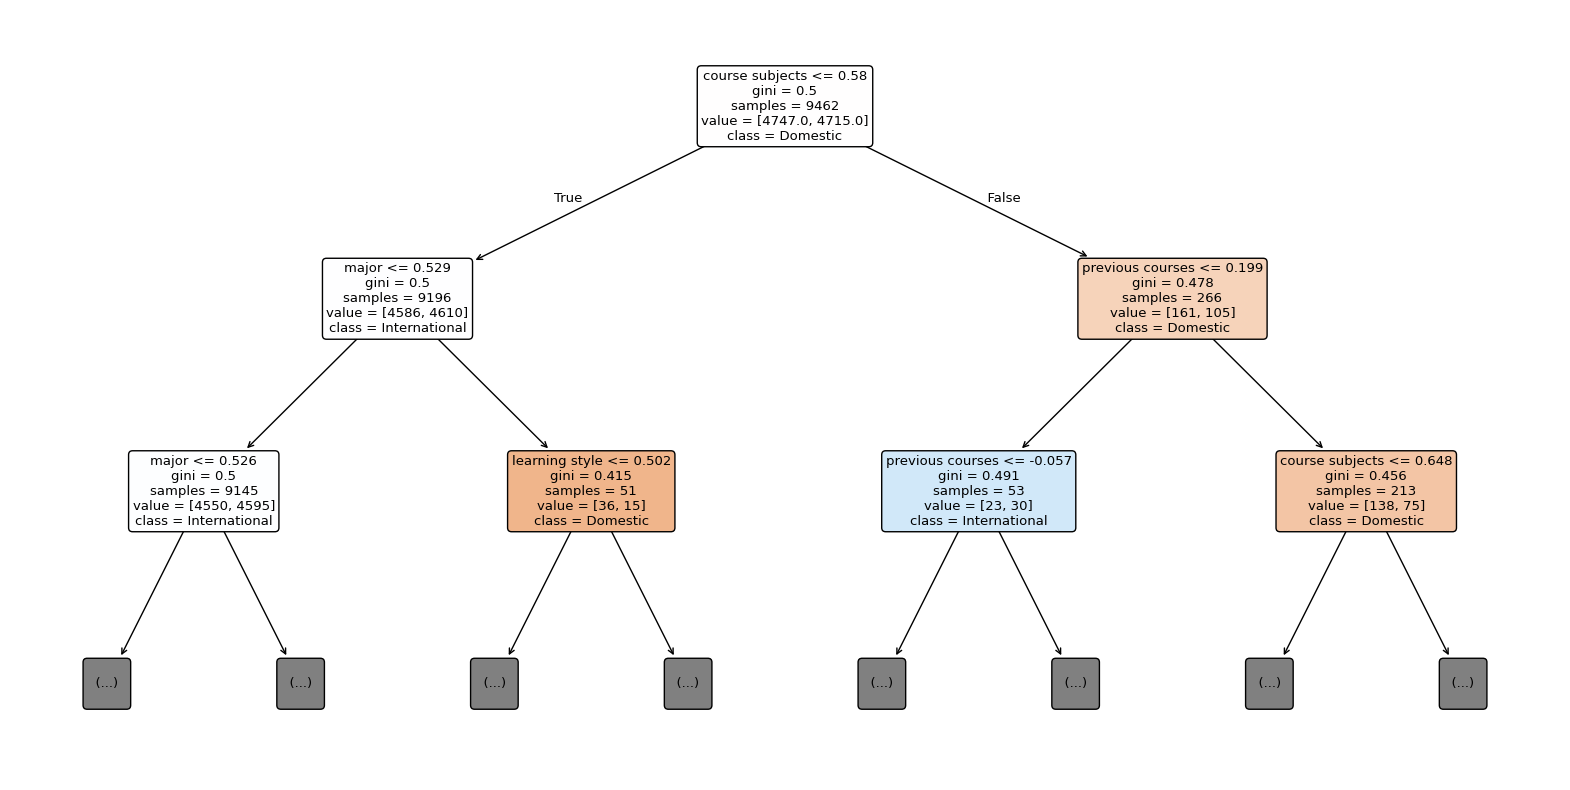 course subjects <= 0.58
gini = 0.5
samples = 9462
value = [4747.0, 4715.0]
class = Domestic
True
False
major <= 0.529
gini = 0.5
samples = 9196
value = [4586, 4610]
class = International
previous courses <= 0.199
gini = 0.478
samples = 266
value = [161, 105]
class = Domestic
major <= 0.526
gini = 0.5
samples = 9145
value = [4550, 4595]
class = International
learning style <= 0.502
gini = 0.415
samples = 51
value = [36, 15]
class = Domestic
previous courses <= -0.057
gini = 0.491
samples = 53
value = [23, 30]
class = International
course subjects <= 0.648
gini = 0.456
samples = 213
value = [138, 75]
class = Domestic
(...)
(...)
(...)
(...)
(...)
(...)
(...)
(...)